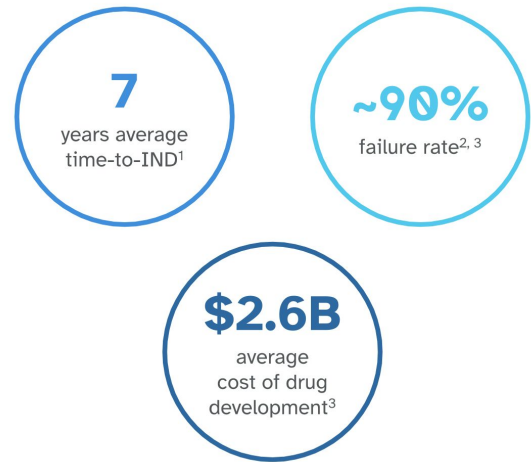 7
years average
time-to-IND¹
~90%
failure rate², ³
$2.6B
average
cost of drug
development³